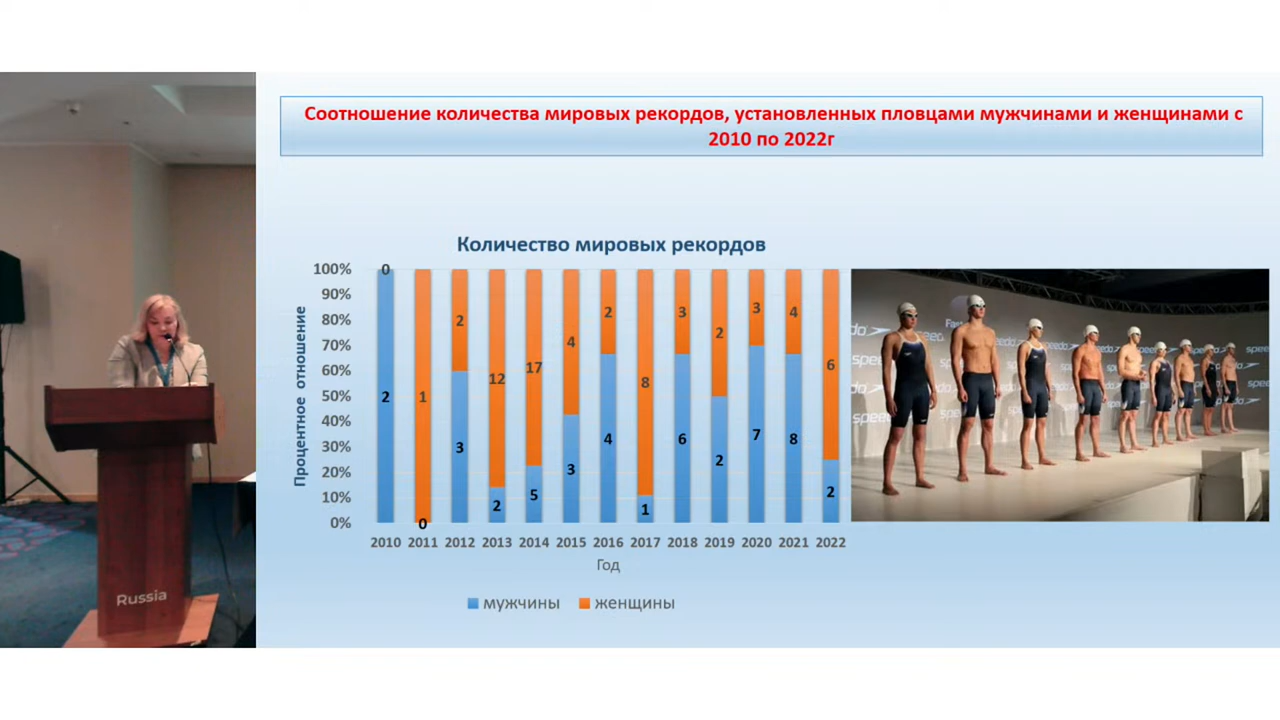 Соотношение количества мировых рекордов, установленных пловцами мужчинами и женщинами с
2010 по 2022г
Количество мировых рекордов
Процентное отношение
100%
90%
80%
70%
60%
50%
40%
30%
20%
10%
0%
0 1 2 12 17 4 2 8 3 2 3 4 6
2 0 3 2 5 3 4 1 6 2 7 8 2
2010 2011 2012 2013 2014 2015 2016 2017 2018 2019 2020 2021 2022
Год
мужчины женщины
speedo
Russia